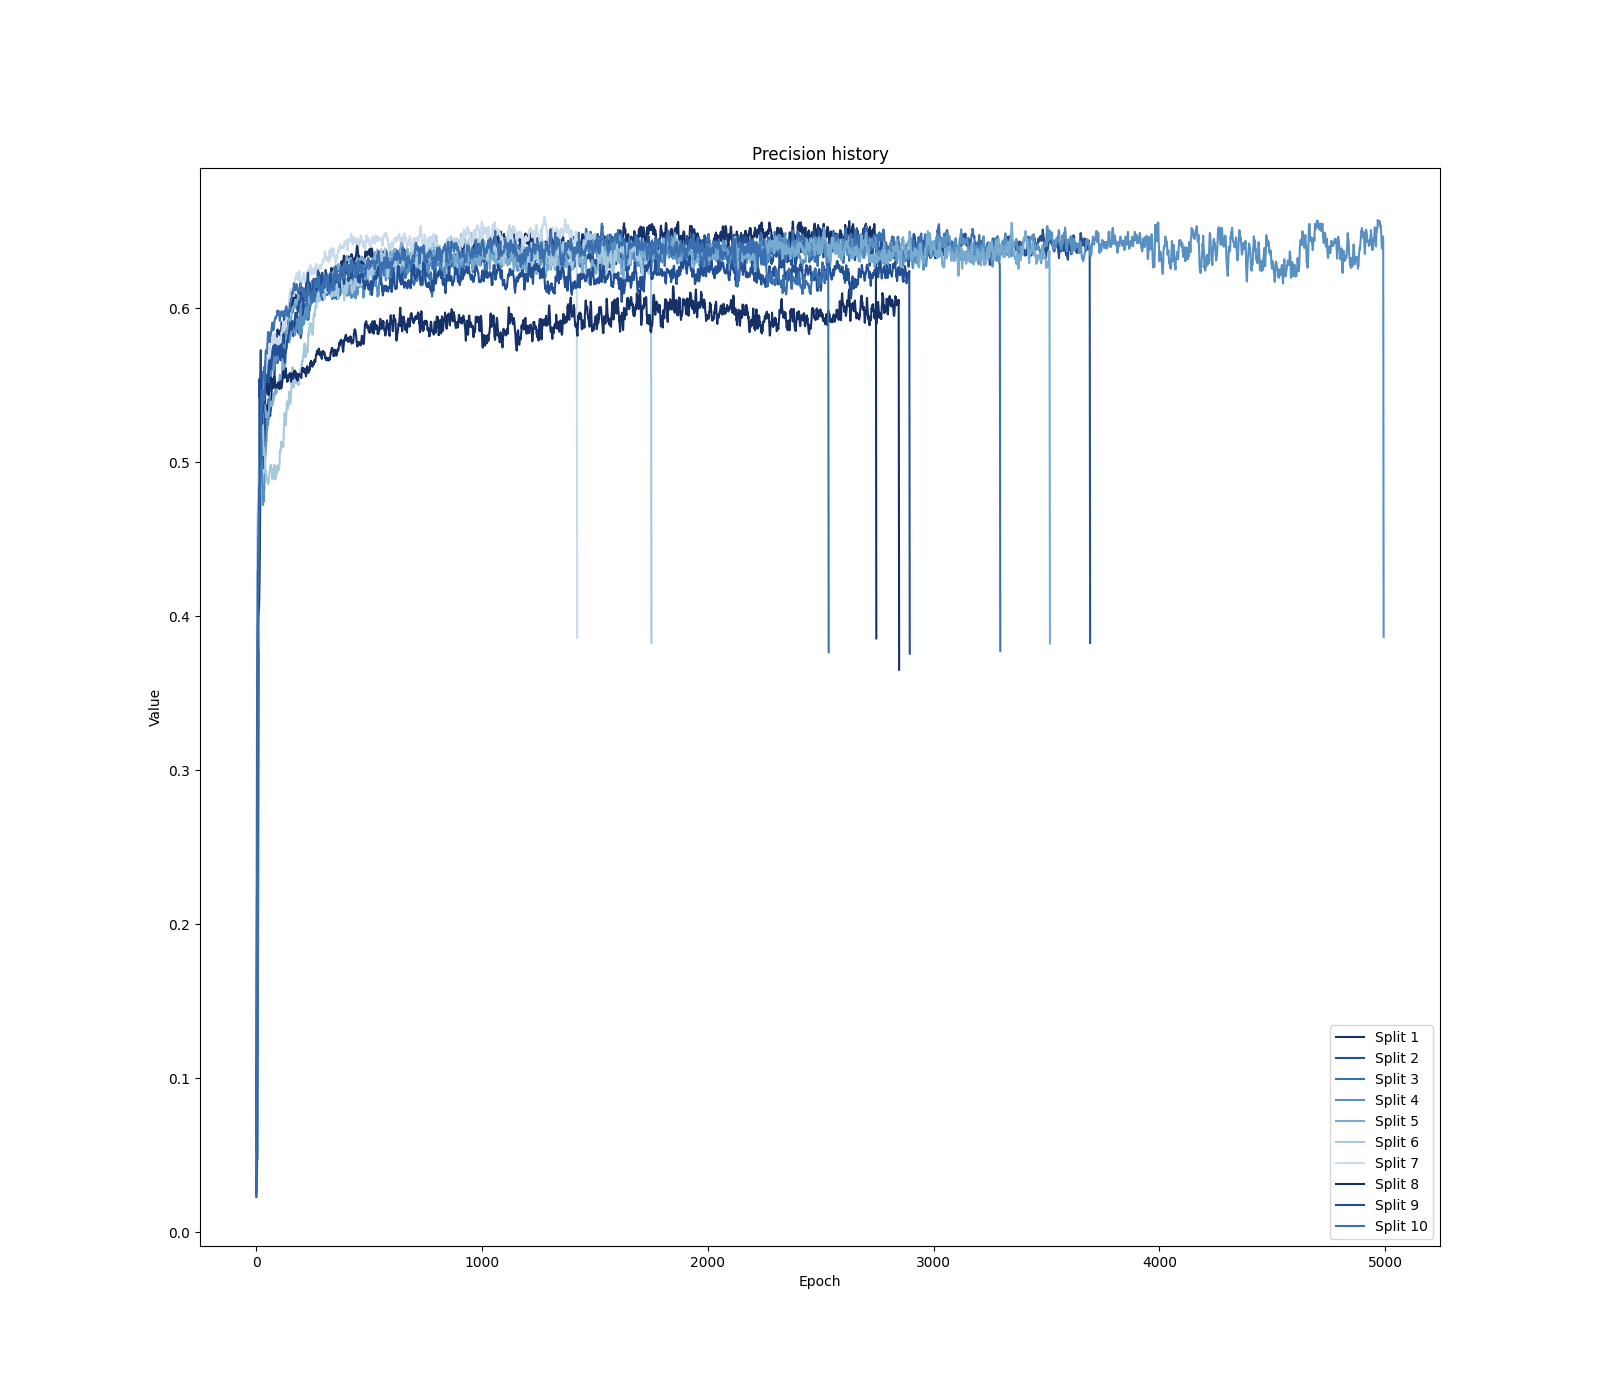 Precision history
0.6
0.5
0.4
0.3
0.2
0.1
0.0
Value
0
1000
2000
3000
4000
5000
Epoch
Split 1
Split 2
Split 3
Split 4
Split 5
Split 6
Split 7
Split 8
Split 9
Split 10